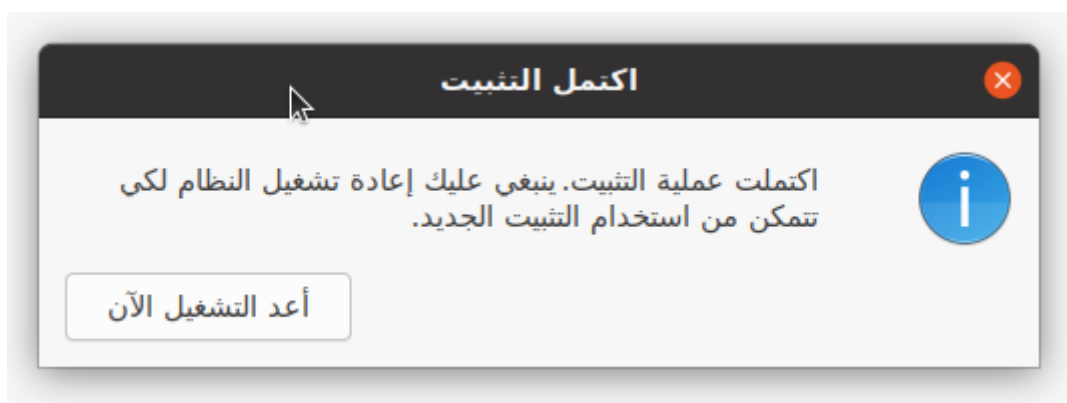 اكتمل التثبيت
اكتملت عملية التثبيت. ينبغي عليك إعادة تشغيل النظام لكي
تتمكن من استخدام التثبيت الجديد.
أعد التشغيل الآن